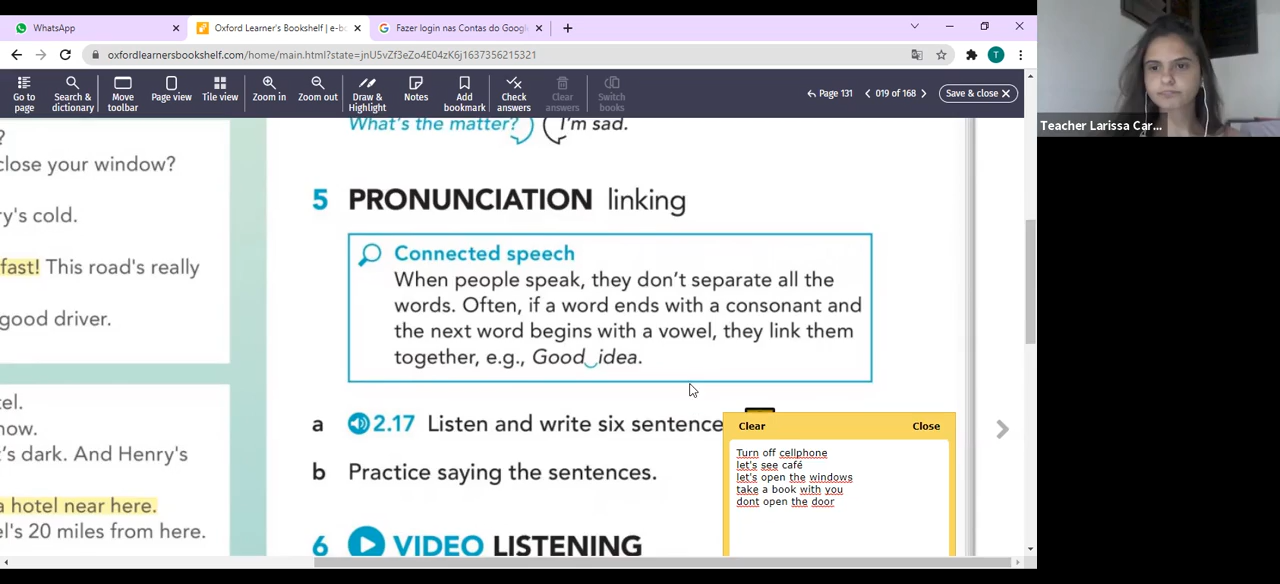 WhatsApp
Oxford Learner's Bookshelf | e-b
Fazer login nas Contas do Goog
oxfordlearnersbookshelf.com/home/main.html?state=jnU5vZf3eZo4E04zK6j1637356215321
T
Go to page
Search & dictionary
Move toolbar
Page view
Tile view
Zoom in
Zoom out
Draw & Highlight
Notes
Add bookmark
Check answers
Clear answers
Switch books
Page 131
019 of 168
Save & close
Teacher Larissa Car...
?
close your window?
ry's cold.
fast! This road's really
good driver.
tel.
now.
t's dark. And Henry's
a hotel near here.
el's 20 miles from here.
What's the matter? I'm sad.
5 PRONUNCIATION linking
Connected speech
When people speak, they don't separate all the
words. Often, if a word ends with a consonant and
the next word begins with a vowel, they link them
together, e.g., Good idea.
a 2.17 Listen and write six sentence
b Practice saying the sentences.
6 VIDEO LISTENING
Clear Close
Turn off cellphone
let's see café
let's open the windows
take a book with you
dont open the door